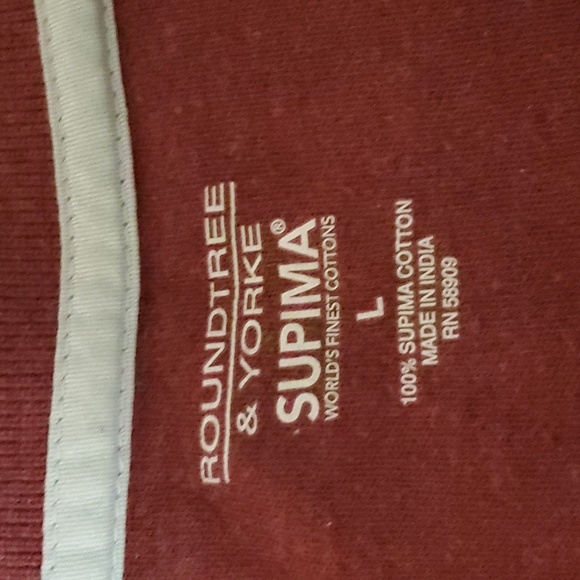 ROUNDTREE
& YORKE
SUPIMA®
WORLD'S FINEST COTTONS
L
100% SUPIMA COTTON
MADE IN INDIA
RN 58909